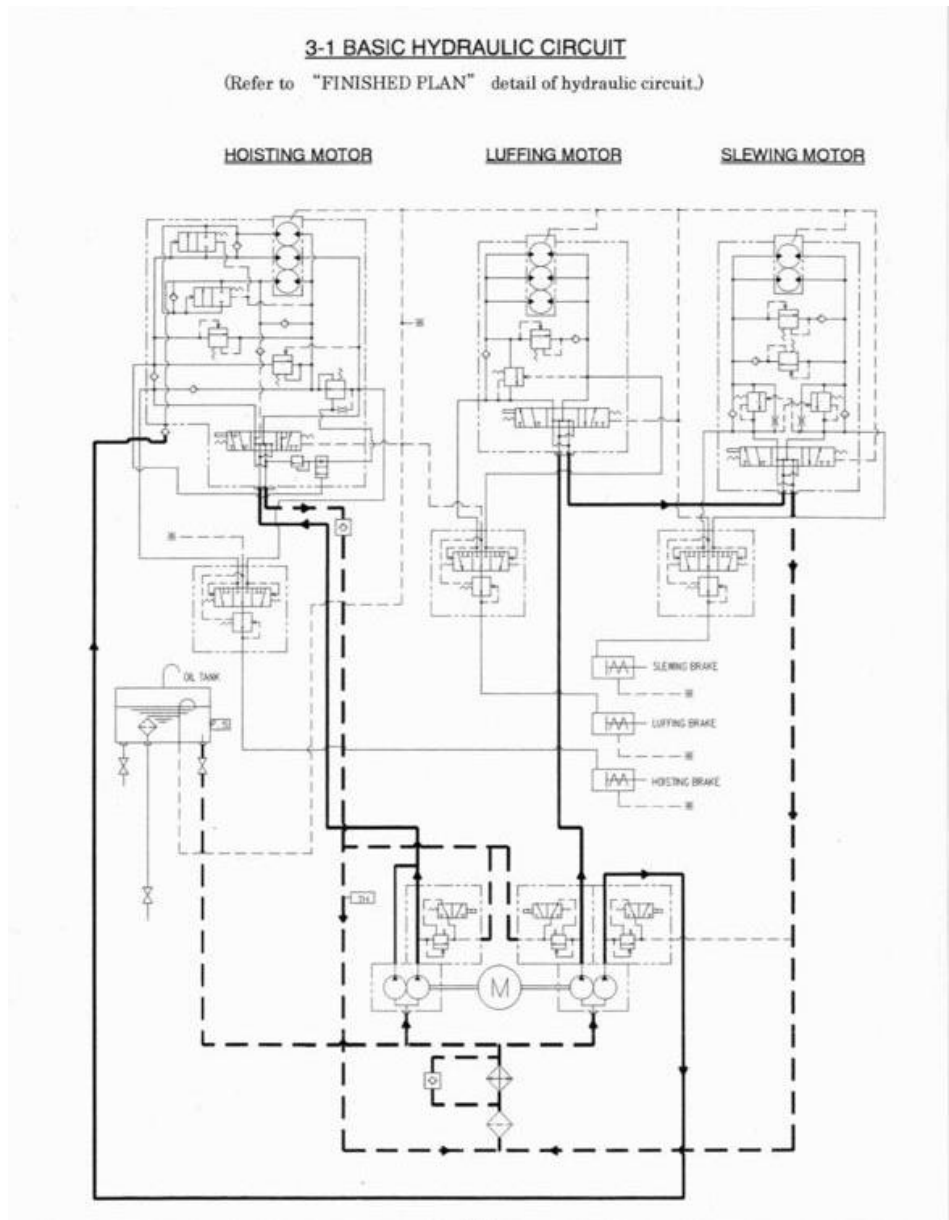 3-1 BASIC HYDRAULIC CIRCUIT
(Refer to “FINISHED PLAN” detail of hydraulic circuit.)
HOISTING MOTOR
LUFFING MOTOR
SLEWING MOTOR
OIL TANK
SLEWING BRAKE
LUFFING BRAKE
HOISTING BRAKE
TH
M